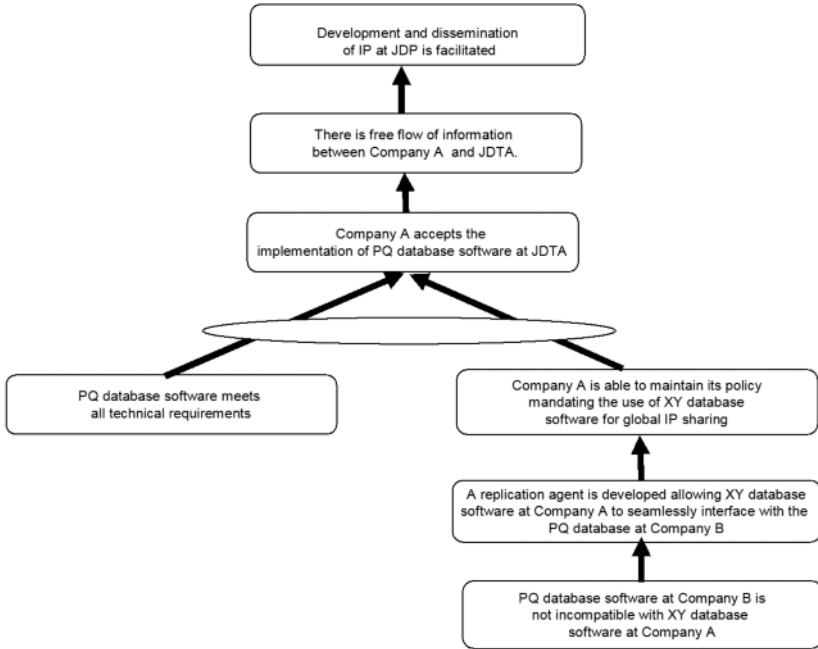 Development and dissemination
of IP at JDP is facilitated
There is free flow of information
between Company A and JDTA.
Company A accepts the
implementation of PQ database software at JDTA
PQ database software meets
all technical requirements
Company A is able to maintain its policy
mandating the use of XY database
software for global IP sharing
A replication agent is developed allowing XY database
software at Company A to seamlessly interface with the
PQ database at Company B
PQ database software at Company B is
not incompatible with XY database
software at Company A